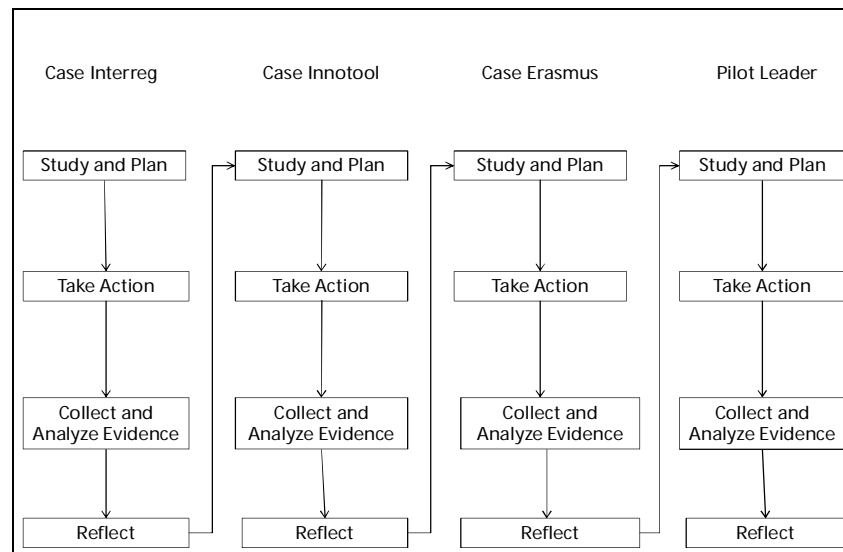 Case Interreg
Case Innotool
Case Erasmus
Pilot Leader
Study and Plan
Study and Plan
Study and Plan
Study and Plan
Take Action
Take Action
Take Action
Take Action
Collect and
Analyze Evidence
Collect and
Analyze Evidence
Collect and
Analyze Evidence
Collect and
Analyze Evidence
Reflect
Reflect
Reflect
Reflect